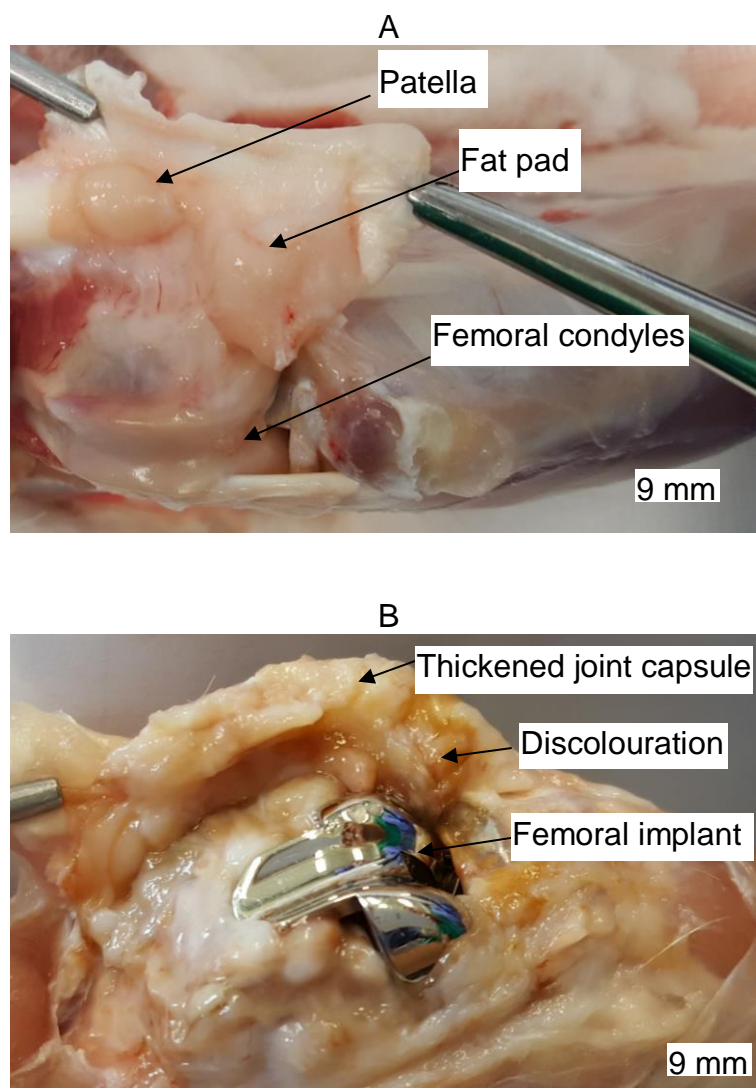 A
Patella
Fat pad
Femoral condyles
9 mm
B
Thickened joint capsule
Discolouration
Femoral implant
9 mm